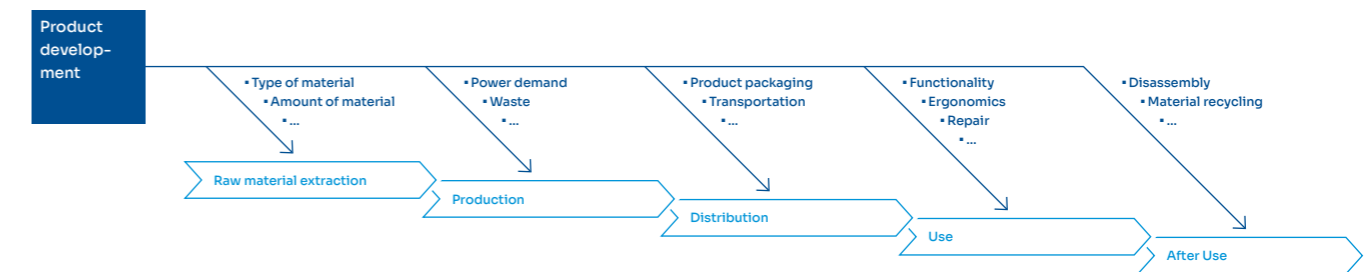 Product
develop-
ment
▪ Type of material
▪ Amount of material
▪ ...
▪ Power demand
▪ Waste
▪ ...
▪ Product packaging
▪ Transportation
▪ ...
▪ Functionality
▪ Ergonomics
▪ Repair
▪ ...
▪ Disassembly
▪ Material recycling
▪ ...
Raw material extraction
Production
Distribution
Use
After Use